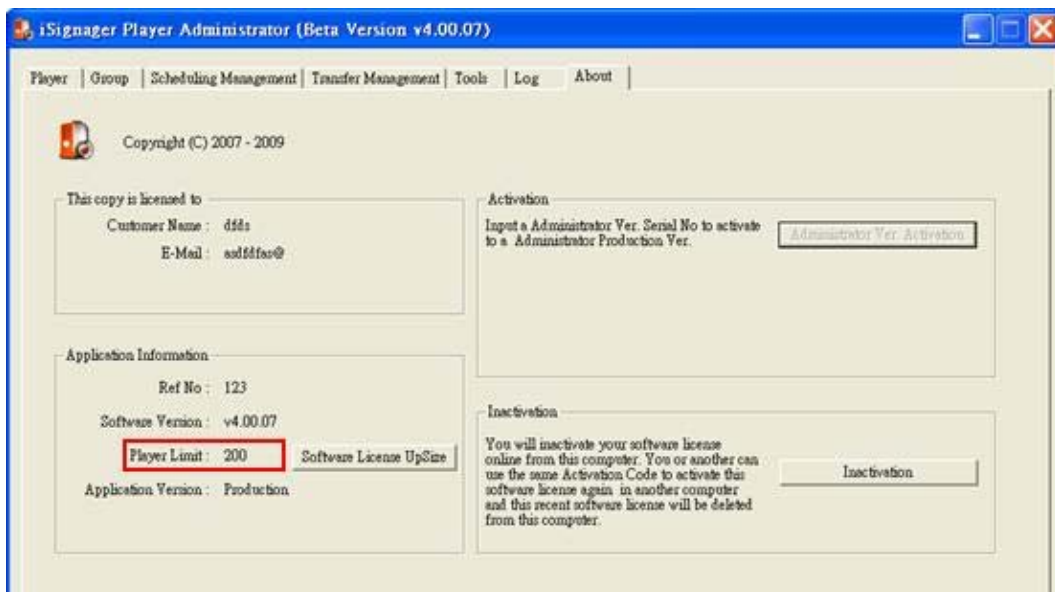 iSignager Player Administrator (Beta Version v4.00.07)
Player Group Scheduling Management Transfer Management Tools Log About
Copyright (C) 2007 - 2009
This copy is licensed to
Customer Name : dfds
E-Mail : asdfdfas@
Application Information
Ref No : 123
Software Version : v4.00.07
Player Limit : 200 Software License UpSize
Application Version : Production
Activation
Input a Administrator Ver. Serial No to activate
to a Administrator Production Ver.
Administrator Ver. Activation
Inactivation
You will inactivate your software license
online from this computer. You or another can
use the same Activation Code to activate this
software license again in another computer
and this recent software license will be deleted
from this computer.
Inactivation